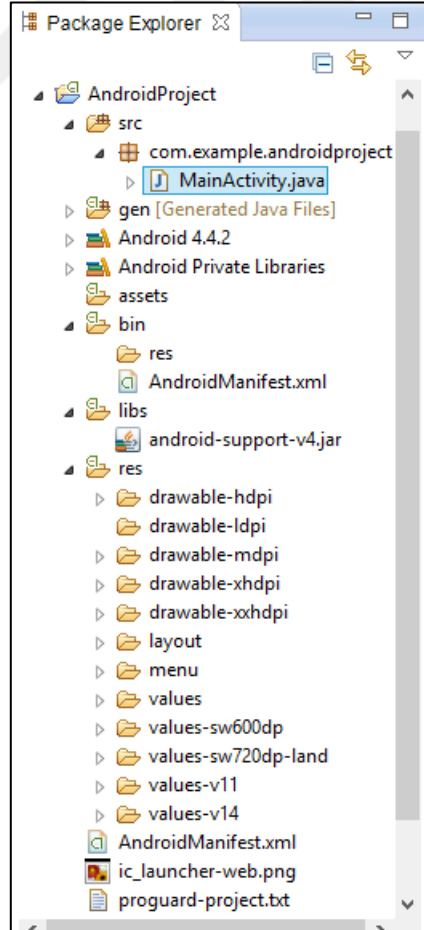 Package Explorer
AndroidProject
src
com.example.androidproject
MainActivity.java
gen [Generated Java Files]
Android 4.4.2
Android Private Libraries
assets
bin
res
AndroidManifest.xml
libs
android-support-v4.jar
res
drawable-hdpi
drawable-ldpi
drawable-mdpi
drawable-xhdpi
drawable-xxhdpi
layout
menu
values
values-sw600dp
values-sw720dp-land
values-v11
values-v14
AndroidManifest.xml
ic_launcher-web.png
proguard-project.txt